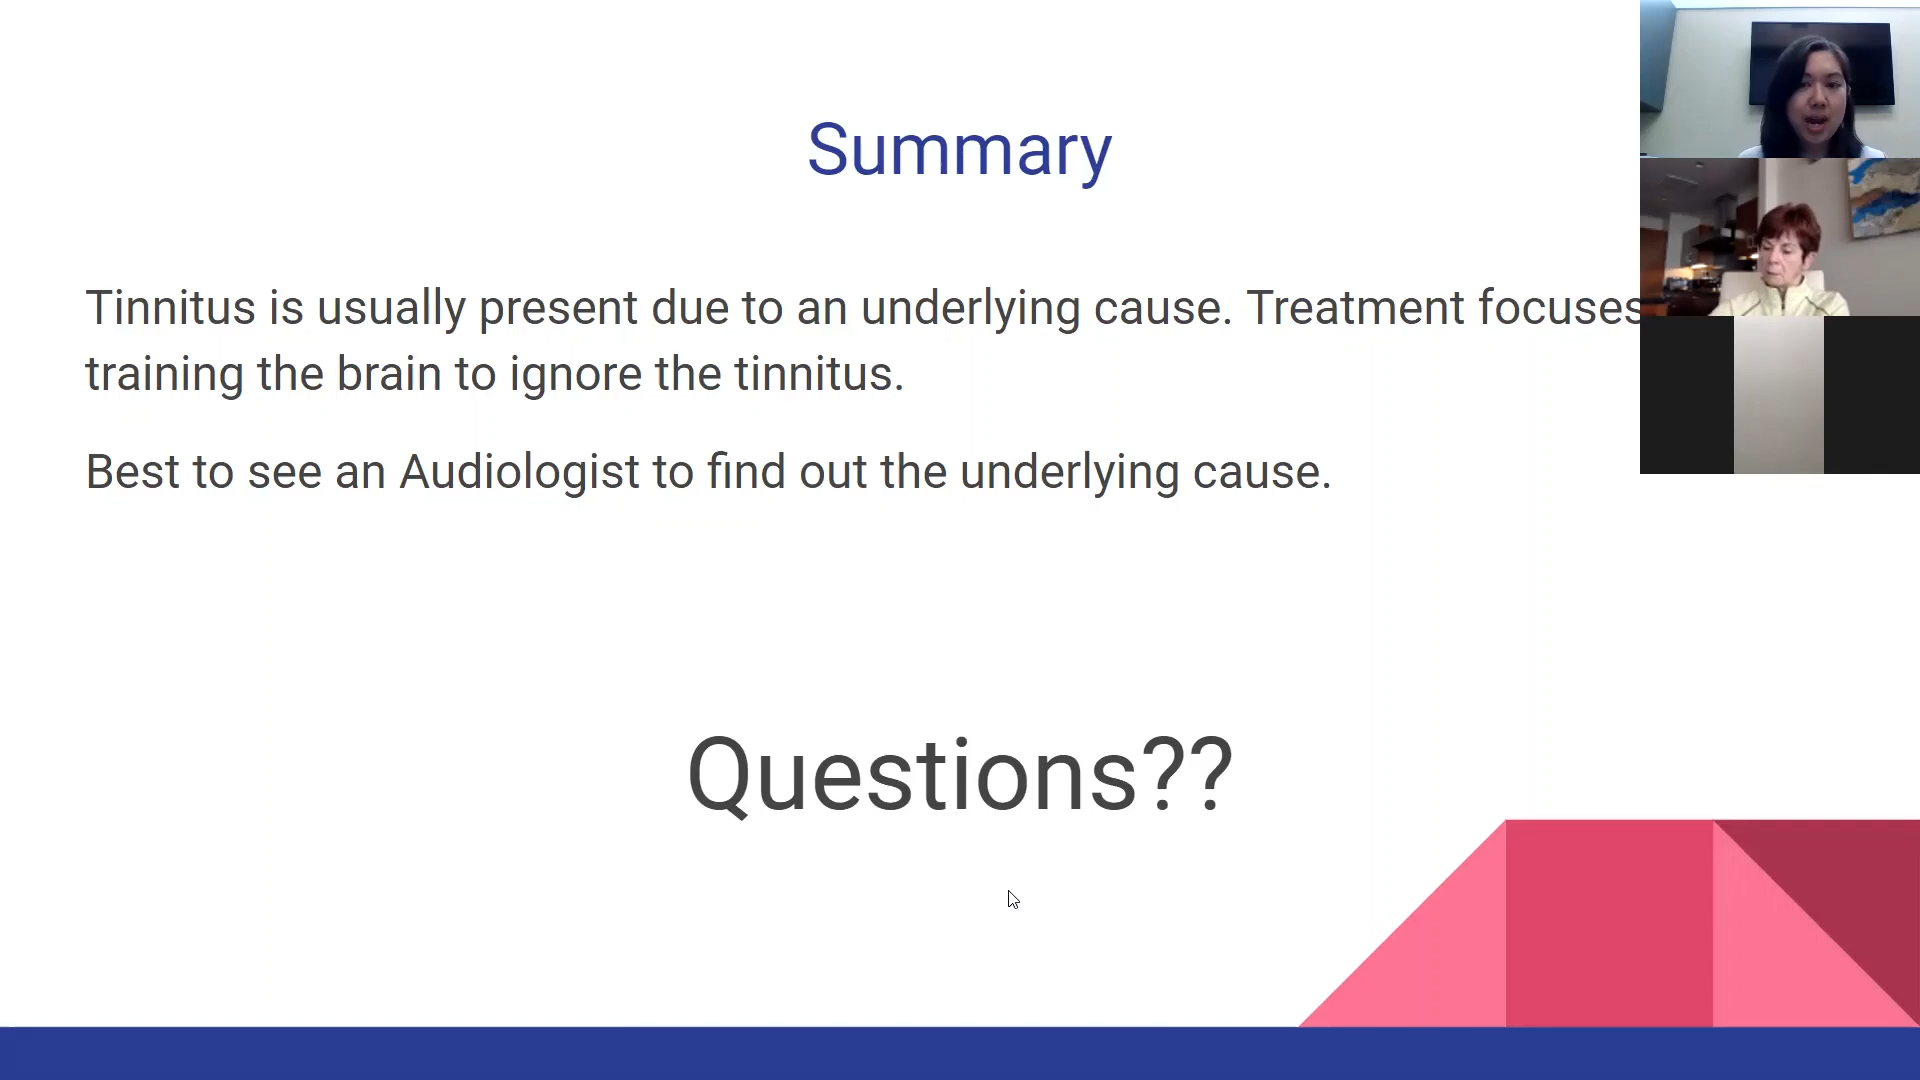 Summary
Tinnitus is usually present due to an underlying cause. Treatment focuses
training the brain to ignore the tinnitus.
Best to see an Audiologist to find out the underlying cause.
Questions??